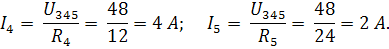 I₄ = U₃₄₅/R₄ = 48/12 = 4 A; I₅ = U₃₄₅/R₅ = 48/24 = 2 A.